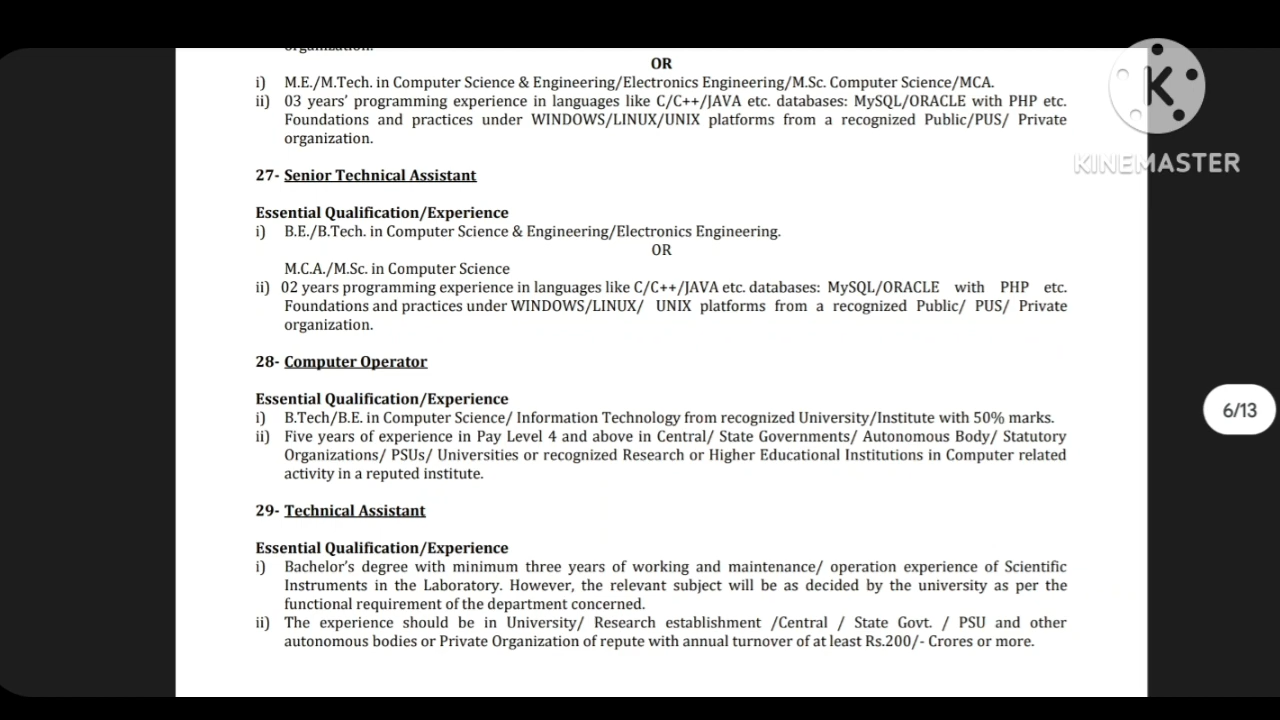 organization.
OR
i) M.E./M.Tech. in Computer Science & Engineering/Electronics Engineering/M.Sc. Computer Science/MCA.
ii) 03 years' programming experience in languages like C/C++/JAVA etc. databases: MySQL/ORACLE with PHP etc.
Foundations and practices under WINDOWS/LINUX/UNIX platforms from a recognized Public/PUS/ Private
organization.
27- Senior Technical Assistant
Essential Qualification/Experience
i) B.E./B.Tech. in Computer Science & Engineering/Electronics Engineering.
OR
M.C.A./M.Sc. in Computer Science
ii) 02 years programming experience in languages like C/C++/JAVA etc. databases: MySQL/ORACLE with PHP etc.
Foundations and practices under WINDOWS/LINUX/ UNIX platforms from a recognized Public/ PUS/ Private
organization.
28- Computer Operator
Essential Qualification/Experience
i) B.Tech/B.E. in Computer Science/ Information Technology from recognized University/Institute with 50% marks.
ii) Five years of experience in Pay Level 4 and above in Central/ State Governments/ Autonomous Body/ Statutory
Organizations/ PSUs/ Universities or recognized Research or Higher Educational Institutions in Computer related
activity in a reputed institute.
29- Technical Assistant
Essential Qualification/Experience
i) Bachelor's degree with minimum three years of working and maintenance/ operation experience of Scientific
Instruments in the Laboratory. However, the relevant subject will be as decided by the university as per the
functional requirement of the department concerned.
ii) The experience should be in University/ Research establishment /Central / State Govt. / PSU and other
autonomous bodies or Private Organization of repute with annual turnover of at least Rs.200/- Crores or more.
K
KINEMASTER
6/13